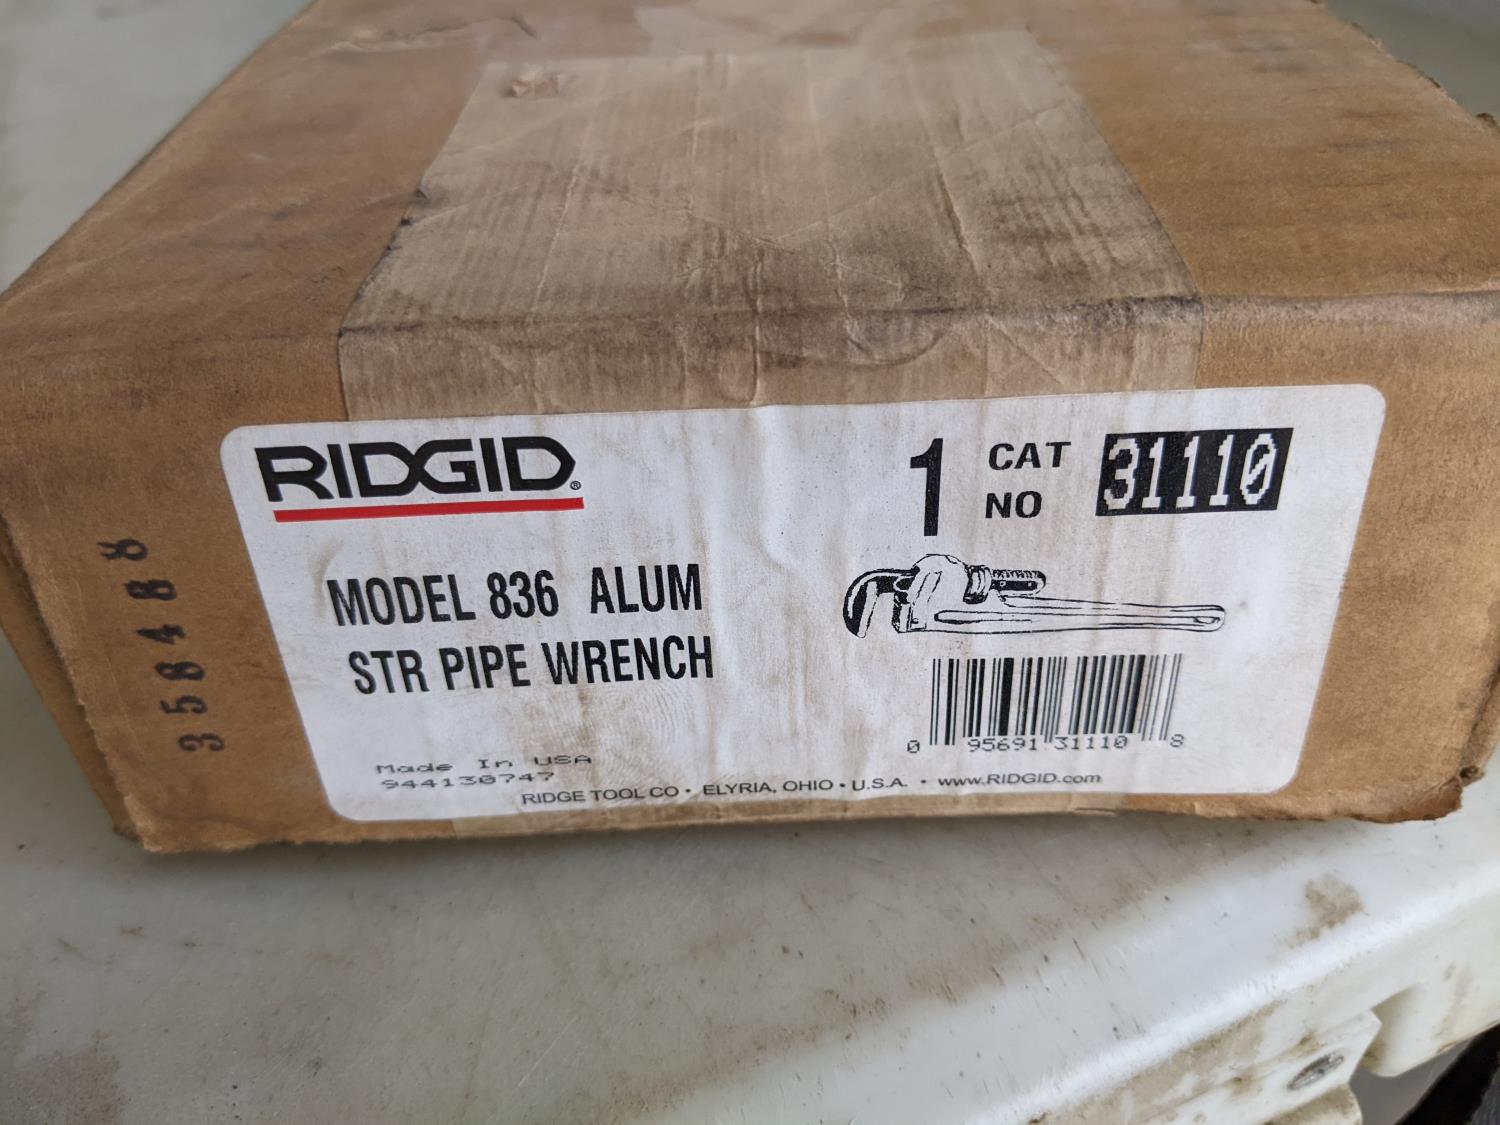 RIDGID®
1 CAT NO 31110
MODEL 836 ALUM
STR PIPE WRENCH
0 95691 31110 8
Made In USA
944130747
RIDGE TOOL CO • ELYRIA, OHIO • U.S.A. • www.RIDGID.com
358488